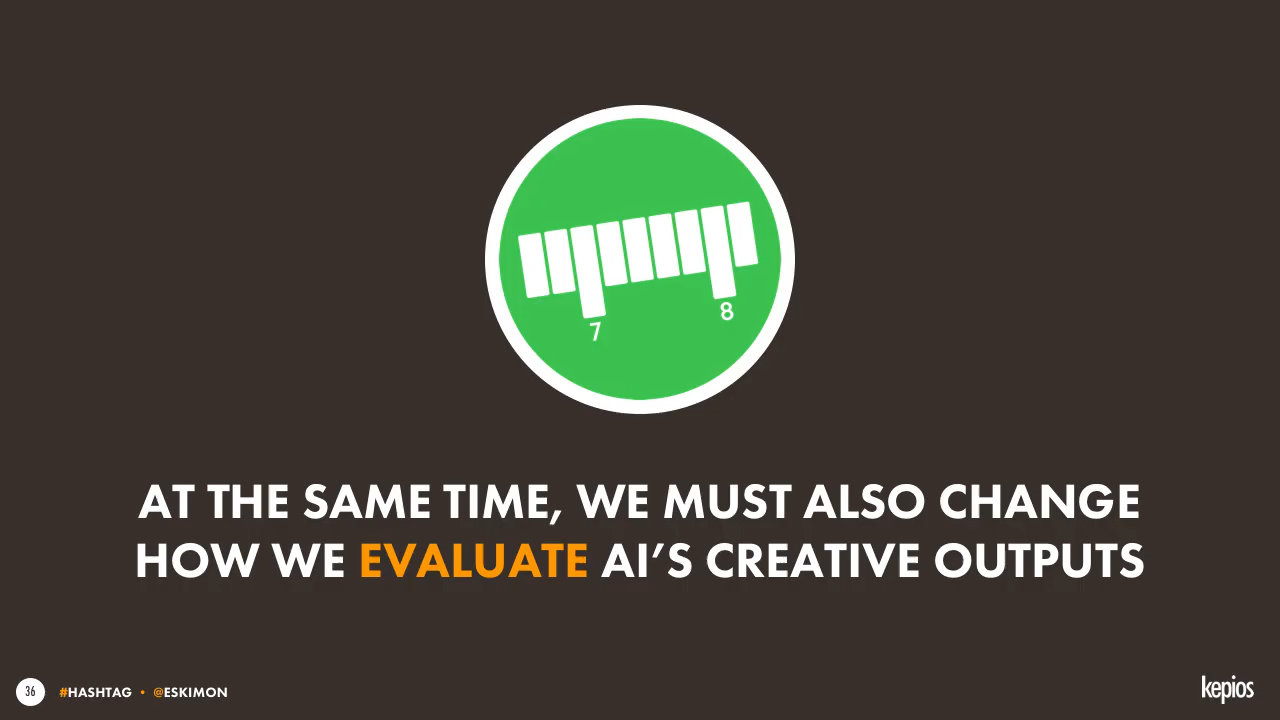 7
8
AT THE SAME TIME, WE MUST ALSO CHANGE
HOW WE EVALUATE AI’S CREATIVE OUTPUTS
36 #HASHTAG • @ESKIMON
kepios